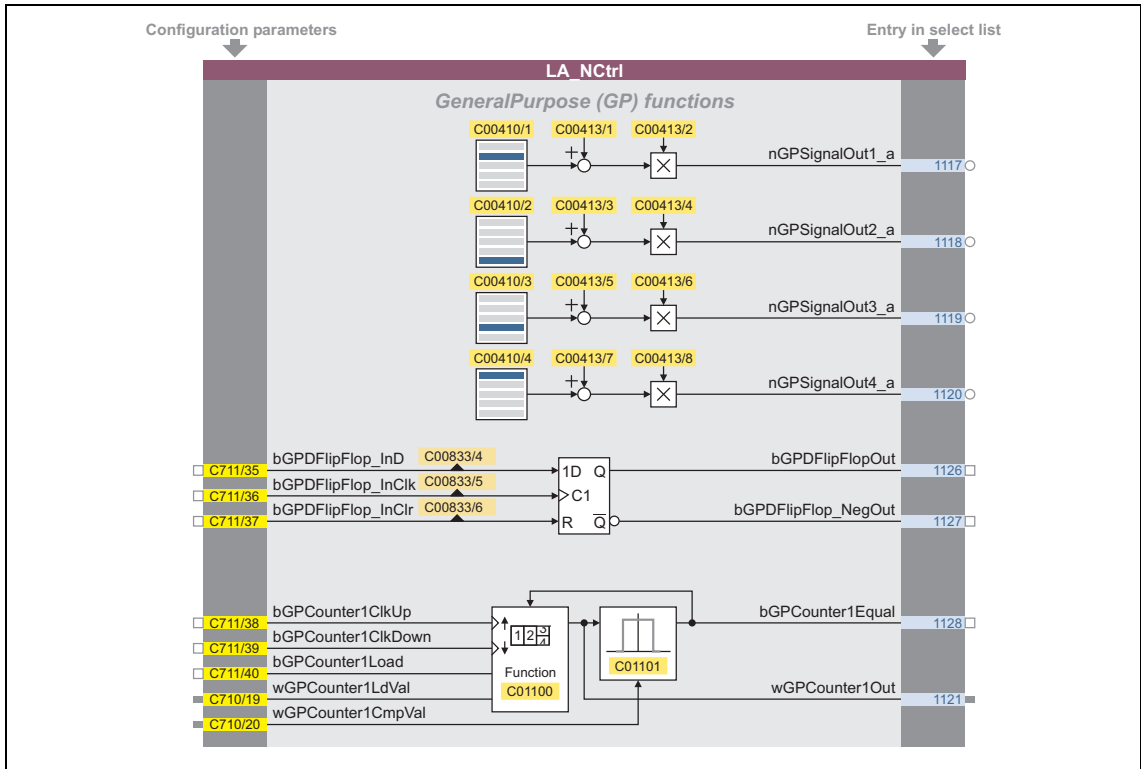 Configuration parameters Entry in select list
LA_NCtrl
GeneralPurpose (GP) functions
C00410/1 C00413/1 C00413/2
+ × nGPSignalOut1_a 1117
C00410/2 C00413/3 C00413/4
+ × nGPSignalOut2_a 1118
C00410/3 C00413/5 C00413/6
+ × nGPSignalOut3_a 1119
C00410/4 C00413/7 C00413/8
+ × nGPSignalOut4_a 1120
bGPDFlipFlop_InD C00833/4 bGPDFlipFlopOut
C711/35 1D Q 1126
bGPDFlipFlop_InClk C00833/5
C711/36 C1
bGPDFlipFlop_InClr C00833/6 bGPDFlipFlop_NegOut
C711/37 R Q 1127
bGPCounter1ClkUp bGPCounter1Equal
C711/38 1 2 3 4 1128
bGPCounter1ClkDown
C711/39
bGPCounter1Load
C711/40 Function C01101
wGPCounter1LdVal wGPCounter1Out
C710/19 C01100 1121
wGPCounter1CmpVal
C710/20